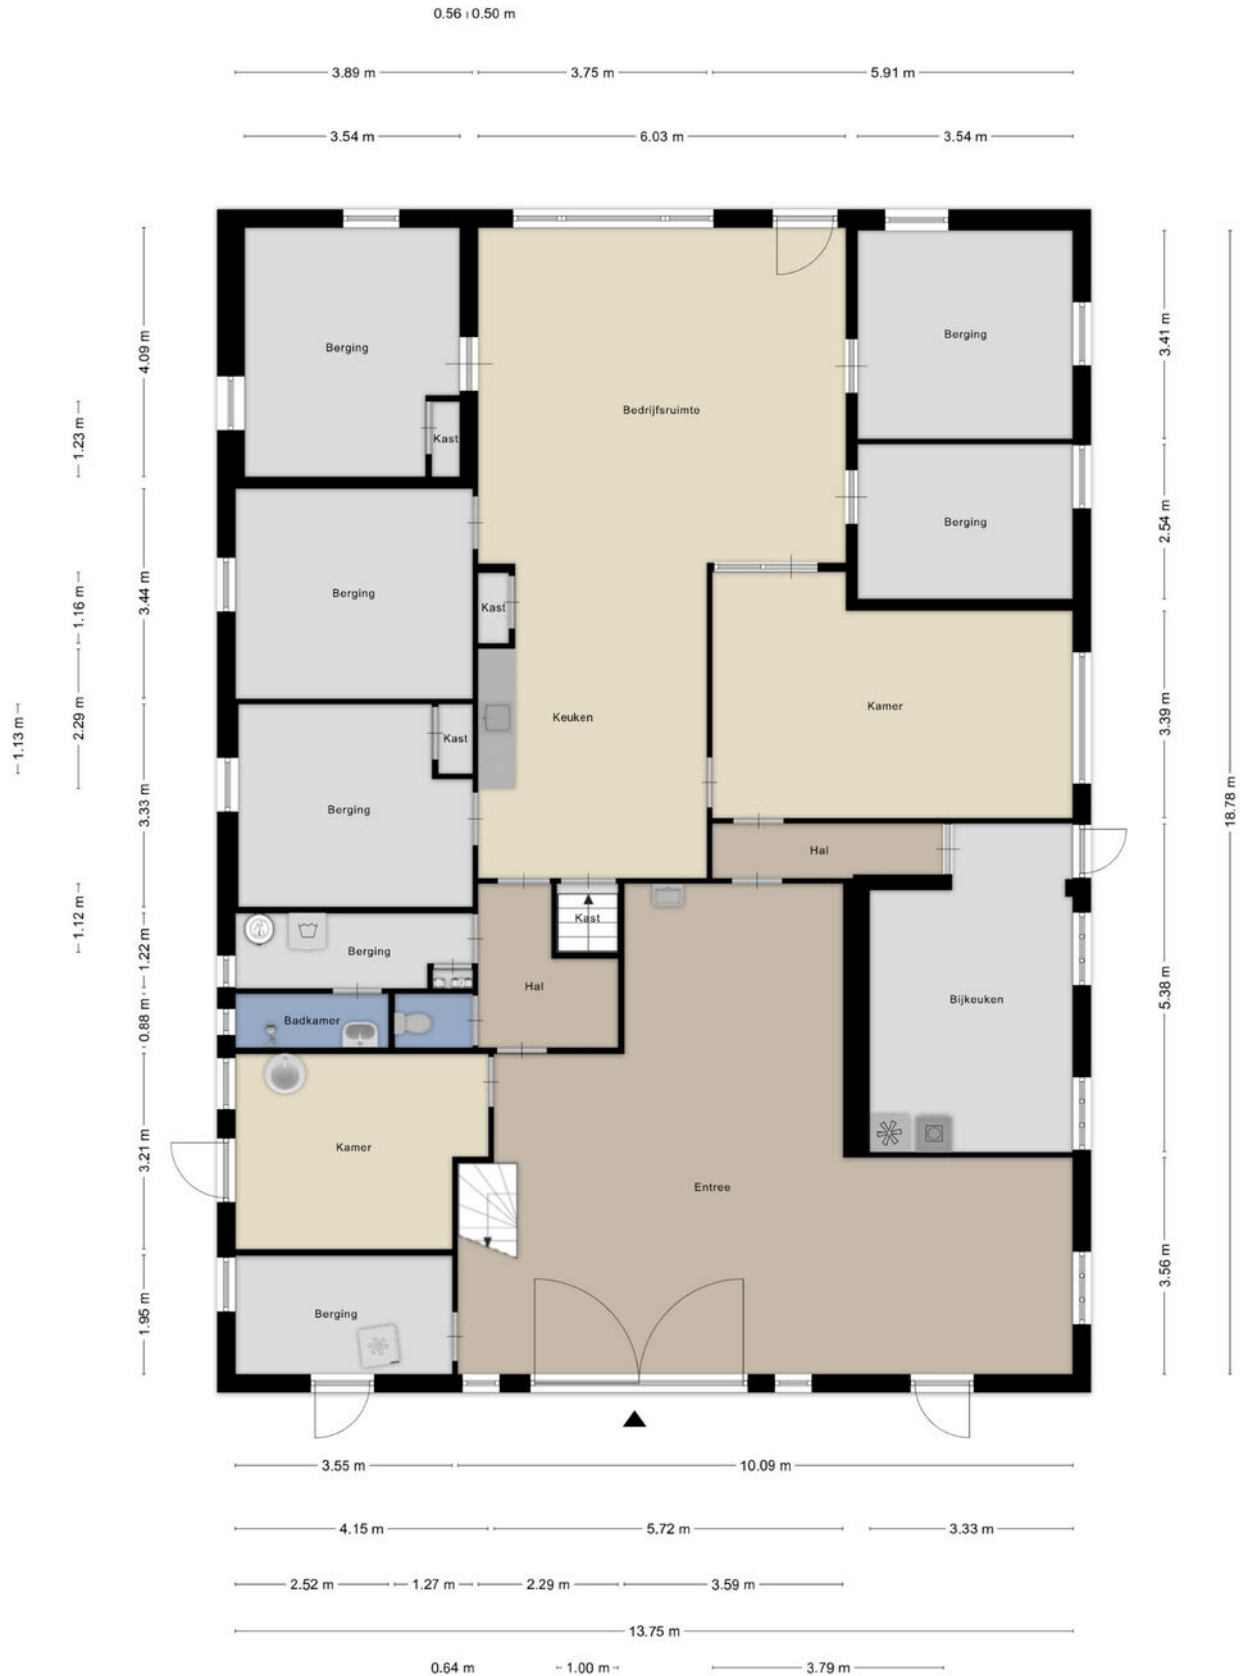 0.56 0.50 m
3.89 m 3.75 m 5.91 m
3.54 m 6.03 m 3.54 m
Berging
Berging
Bedrijfsruimte
Kast
Berging
Berging
Kast
Kamer
Keuken
Kast
Berging
Hal
Kast
Berging
Hal
Bijkeuken
Badkamer
Kamer
Entree
Berging
4.09 m
1.23 m
3.44 m
1.16 m
2.29 m
1.13 m
3.33 m
1.12 m
1.22 m
0.88 m
3.21 m
1.95 m
3.41 m
2.54 m
3.39 m
18.78 m
5.38 m
3.56 m
3.55 m 10.09 m
4.15 m 5.72 m 3.33 m
2.52 m 1.27 m 2.29 m 3.59 m
13.75 m
0.64 m 1.00 m 3.79 m